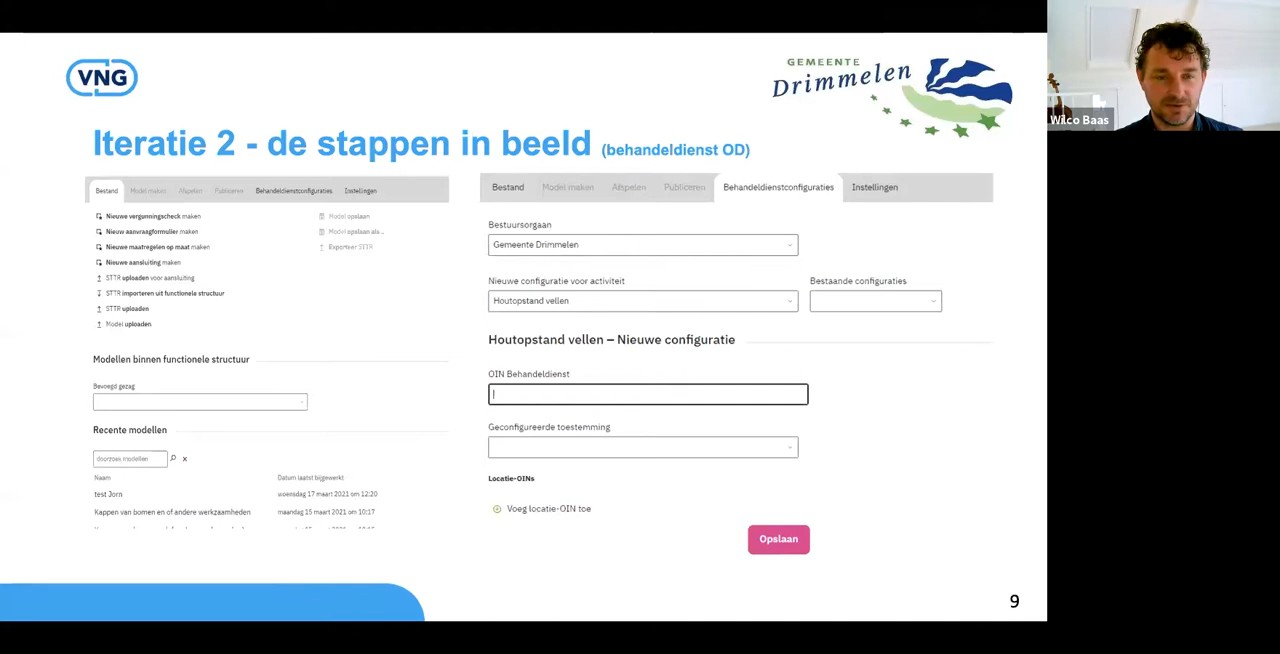 VNG
GEMEENTE
Drimmelen
Wilco Baas
Iteratie 2 - de stappen in beeld (behandeldienst OD)
Bestand Model maken Afspelen Publiceren Behandeldienstconfiguraties Instellingen
Nieuwe vergunningscheck maken
Nieuw aanvraagformulier maken
Nieuwe maatregelen op maat maken
Nieuwe aansluiting maken
STTR uploaden voor aansluiting
STTR importeren uit functionele structuur
STTR uploaden
Model uploaden
Model opslaan
Model opslaan als...
Exporteer STTR
Modellen binnen functionele structuur
Bevoegd gezag
Recente modellen
doorzoek modellen x
Naam Datum laatst bijgewerkt
test Jorn woensdag 17 maart 2021 om 12:20
Kappen van bomen en of andere werkzaamheden maandag 15 maart 2021 om 10:17
Bestand Model maken Afspelen Publiceren Behandeldienstconfiguraties Instellingen
Bestuursorgaan
Gemeente Drimmelen
Nieuwe configuratie voor activiteit Bestaande configuraties
Houtopstand vellen
Houtopstand vellen – Nieuwe configuratie
OIN Behandeldienst
Geconfigureerde toestemming
Locatie-OINs
Voeg locatie-OIN toe
Opslaan
9